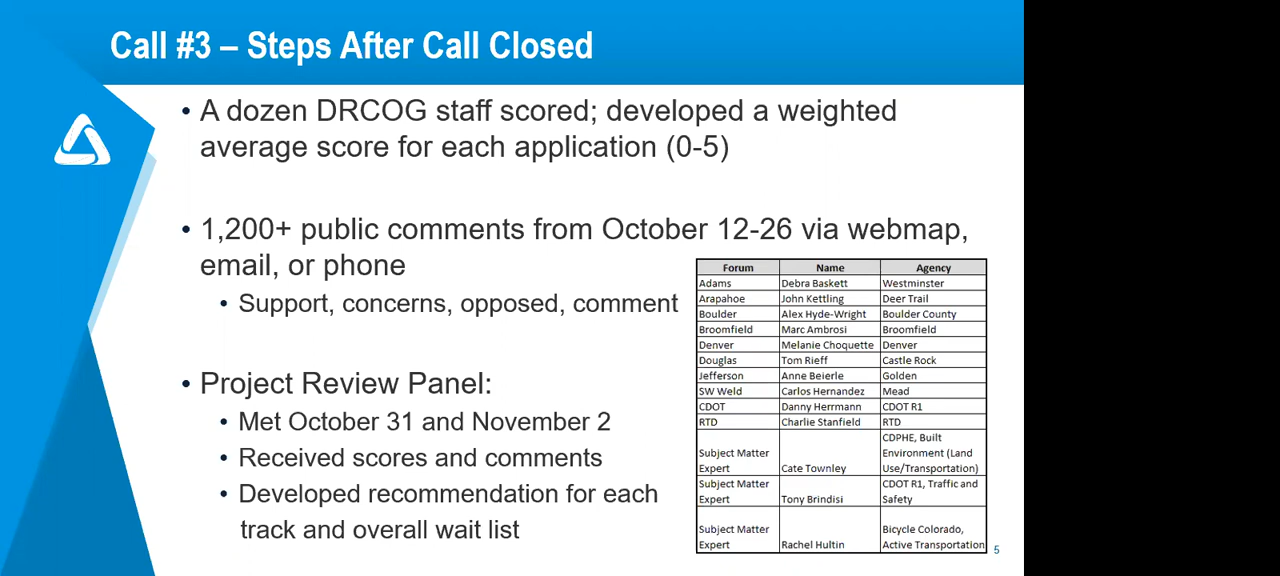 Call #3 – Steps After Call Closed
• A dozen DRCOG staff scored; developed a weighted
average score for each application (0-5)
• 1,200+ public comments from October 12-26 via webmap,
email, or phone
• Support, concerns, opposed, comment
• Project Review Panel:
• Met October 31 and November 2
• Received scores and comments
• Developed recommendation for each
track and overall wait list
Forum Name Agency
Adams Debra Baskett Westminster
Arapahoe John Kettling Deer Trail
Boulder Alex Hyde-Wright Boulder County
Broomfield Marc Ambrosi Broomfield
Denver Melanie Choquette Denver
Douglas Tom Rieff Castle Rock
Jefferson Anne Beierle Golden
SW Weld Carlos Hernandez Mead
CDOT Danny Herrmann CDOT R1
RTD Charlie Stanfield RTD
CDPHE, Built
Subject Matter Environment (Land
Expert Cate Townley Use/Transportation)
Subject Matter CDOT R1, Traffic and
Expert Tony Brindisi Safety
Subject Matter Bicycle Colorado,
Expert Rachel Hultin Active Transportation
5